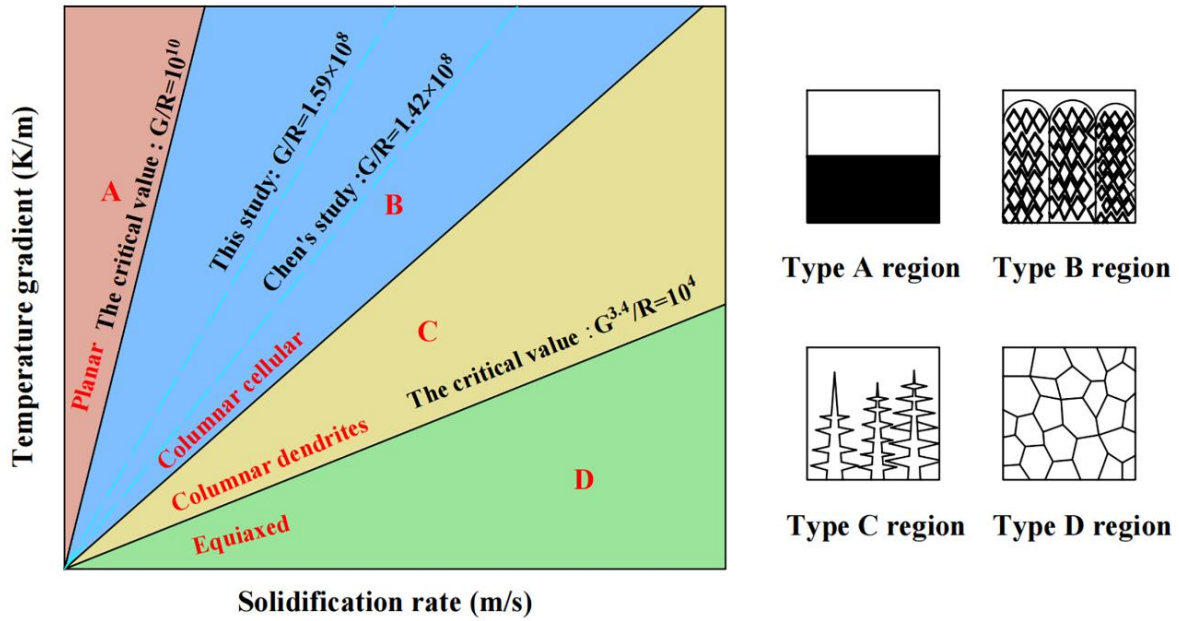 Temperature gradient (K/m)
A
Planar
The critical value : G/R=10¹⁰
This study: G/R=1.59×10⁸
Chen's study :G/R=1.42×10⁸
B
Columnar cellular
C
Columnar dendrites
The critical value : G³·⁴/R=10⁴
D
Equiaxed
Solidification rate (m/s)
Type A region
Type B region
Type C region
Type D region